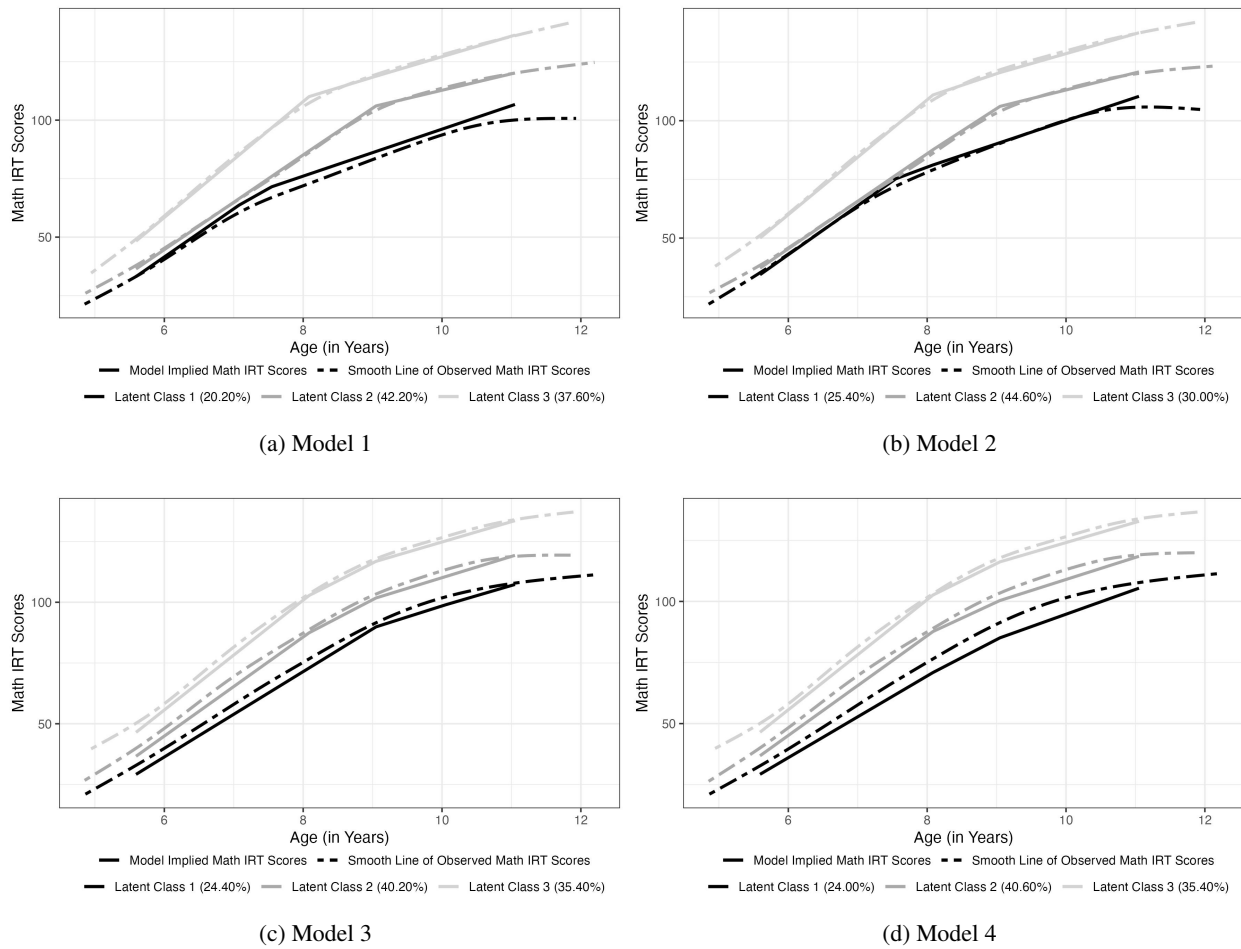 100
50
Math IRT Scores
6 8 10 12
Age (in Years)
Model Implied Math IRT Scores Smooth Line of Observed Math IRT Scores
Latent Class 1 (20.20%) Latent Class 2 (42.20%) Latent Class 3 (37.60%)
(a) Model 1
100
50
Math IRT Scores
6 8 10 12
Age (in Years)
Model Implied Math IRT Scores Smooth Line of Observed Math IRT Scores
Latent Class 1 (25.40%) Latent Class 2 (44.60%) Latent Class 3 (30.00%)
(b) Model 2
100
50
Math IRT Scores
6 8 10 12
Age (in Years)
Model Implied Math IRT Scores Smooth Line of Observed Math IRT Scores
Latent Class 1 (24.40%) Latent Class 2 (40.20%) Latent Class 3 (35.40%)
(c) Model 3
100
50
Math IRT Scores
6 8 10 12
Age (in Years)
Model Implied Math IRT Scores Smooth Line of Observed Math IRT Scores
Latent Class 1 (24.00%) Latent Class 2 (40.60%) Latent Class 3 (35.40%)
(d) Model 4